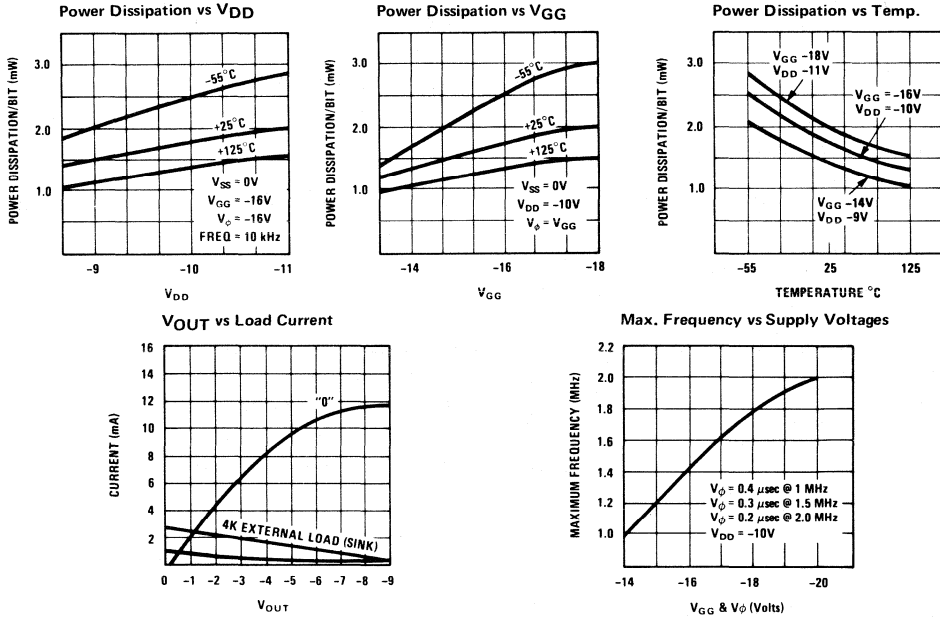 Power Dissipation vs VDD
POWER DISSIPATION/BIT (mW)
3.0
2.0
1.0
-55°C
+25°C
+125°C
VSS = 0V
VGG = -16V
Vϕ = -16V
FREQ = 10 kHz
-9
-10
-11
VDD
Power Dissipation vs VGG
POWER DISSIPATION/BIT (mW)
3.0
2.0
1.0
-55°C
+25°C
+125°C
VSS = 0V
VDD = -10V
Vϕ = VGG
-14
-16
-18
VGG
Power Dissipation vs Temp.
POWER DISSIPATION/BIT (mW)
3.0
2.0
1.0
VGG -18V
VDD -11V
VGG = -16V
VDD = -10V
VGG -14V
VDD -9V
-55
25
125
TEMPERATURE °C
VOUT vs Load Current
CURRENT (mA)
16
14
12
10
8
6
4
2
"0"
4K EXTERNAL LOAD (SINK)
0 -1 -2 -3 -4 -5 -6 -7 -8 -9
VOUT
Max. Frequency vs Supply Voltages
MAXIMUM FREQUENCY (MHz)
2.2
2.0
1.8
1.6
1.4
1.2
1.0
Vϕ = 0.4 μsec @ 1 MHz
Vϕ = 0.3 μsec @ 1.5 MHz
Vϕ = 0.2 μsec @ 2.0 MHz
VDD = -10V
-14
-16
-18
-20
VGG & Vϕ (Volts)